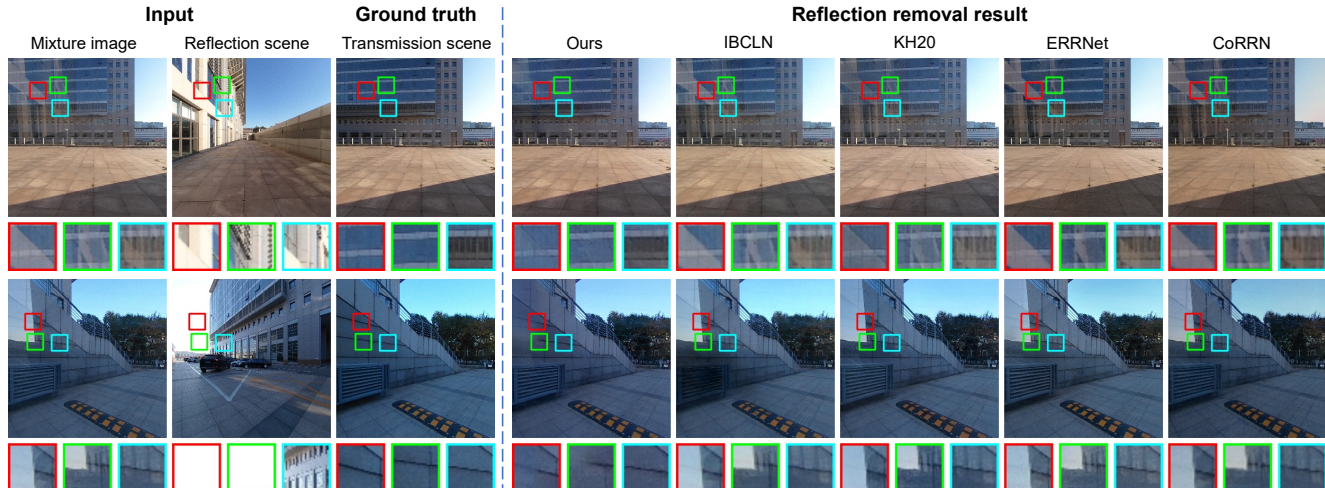 Input Ground truth Reflection removal result
Mixture image Reflection scene Transmission scene Ours IBCLN KH20 ERRNet CoRRN